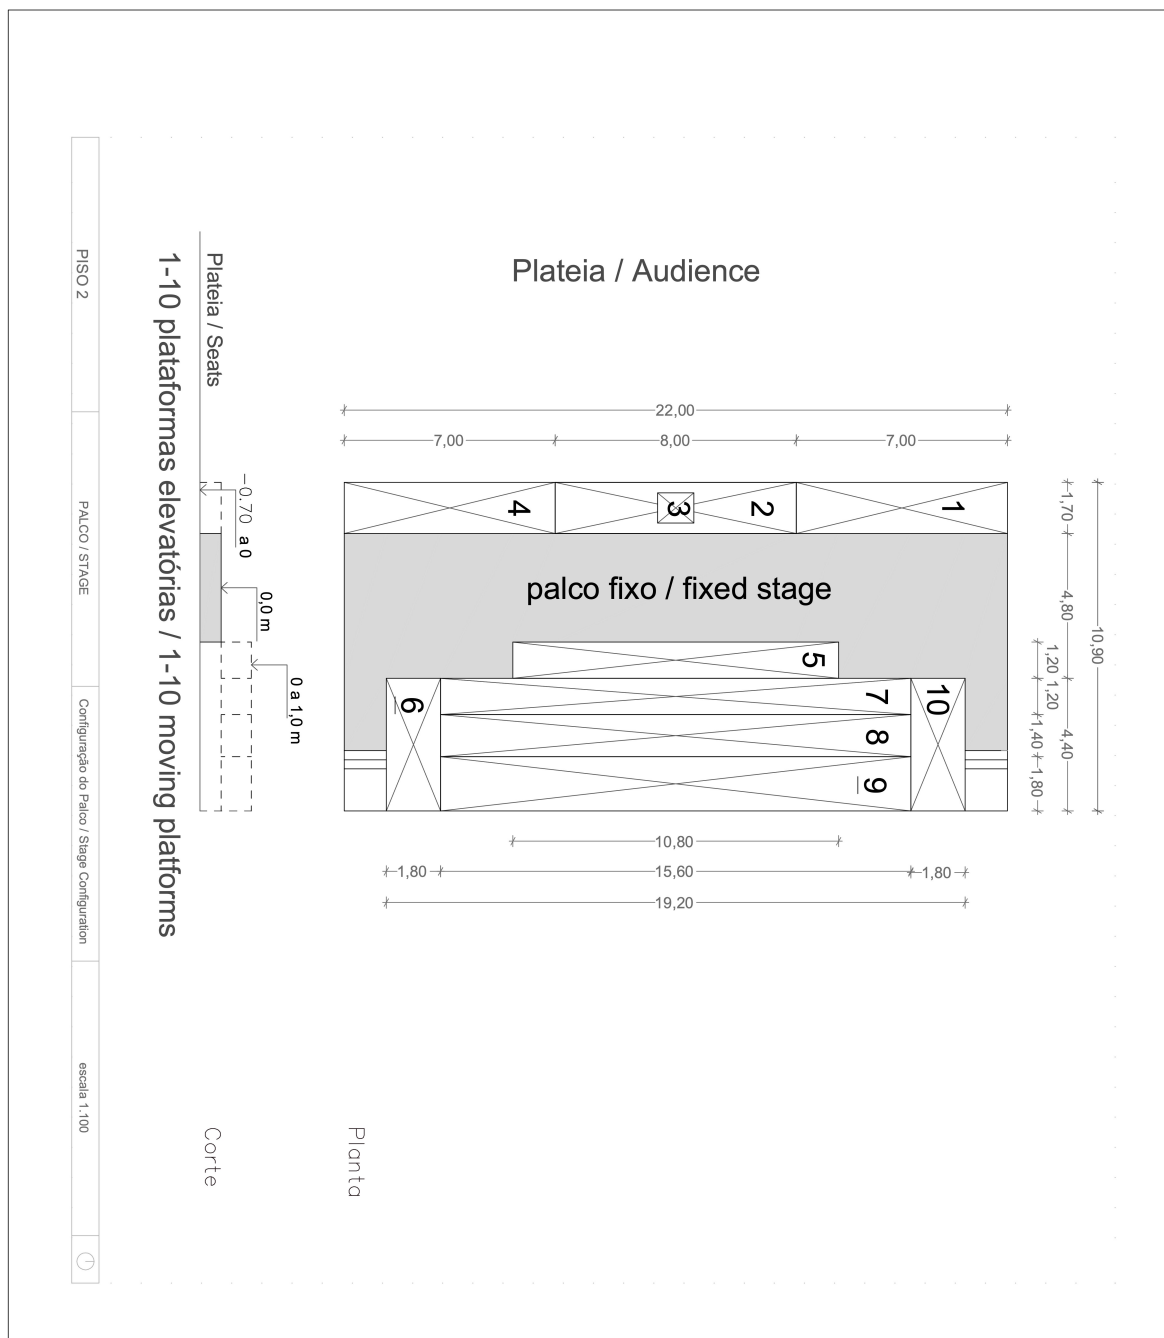 Plateia / Audience
22,00
7,00
8,00
7,00
4
3
2
1
palco fixo / fixed stage
5
6
7
10
8
9
10,80
1,80
15,60
1,80
19,20
1,70
4,80
4,40
10,90
1,20
1,20
1,40
1,80
Planta
Plateia / Seats
-0.70 a 0
0,0 m
0 a 1,0 m
Corte
1-10 plataformas elevatórias / 1-10 moving platforms
PISO 2
PALCO / STAGE
Configuração do Palco / Stage Configuration
escala 1.100